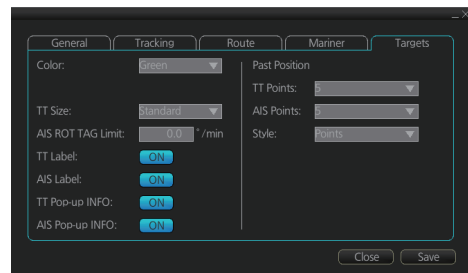 General Tracking Route Mariner Targets
Color: Green
TT Size: Standard
AIS ROT TAG Limit: 0.0 °/min
TT Label: ON
AIS Label: ON
TT Pop-up INFO: ON
AIS Pop-up INFO: ON
Past Position
TT Points: 5
AIS Points: 5
Style: Points
Close Save